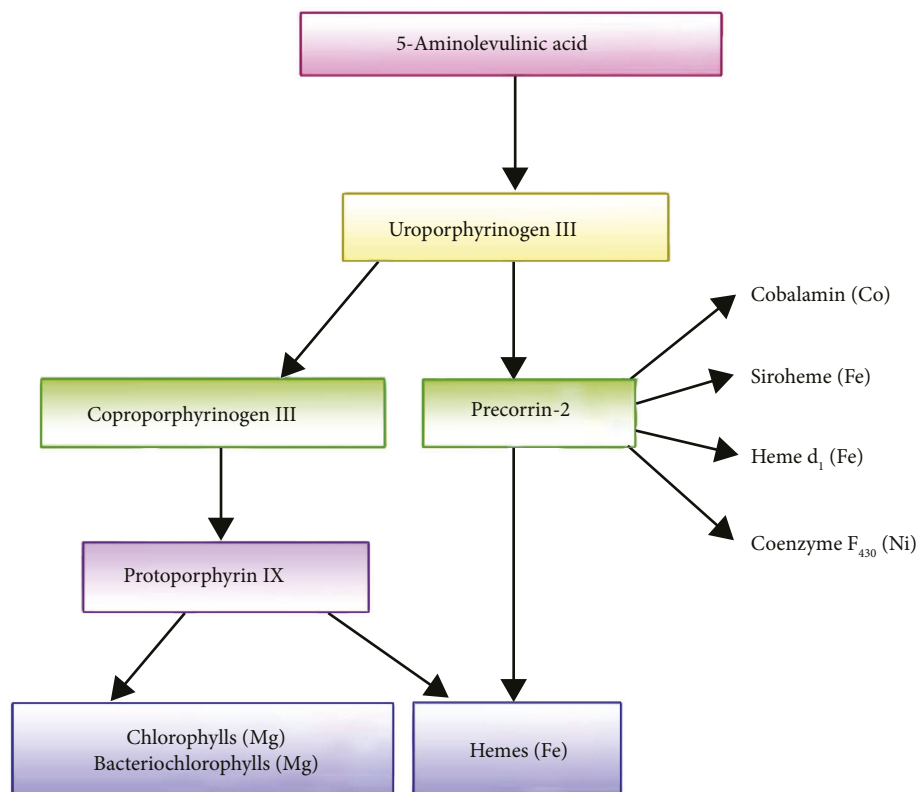 5-Aminolevulinic acid
Uroporphyrinogen III
Cobalamin (Co)
Siroheme (Fe)
Coproporphyrinogen III
Precorrin-2
Heme d₁ (Fe)
Coenzyme F₄₃₀ (Ni)
Protoporphyrin IX
Chlorophylls (Mg)
Bacteriochlorophylls (Mg)
Hemes (Fe)